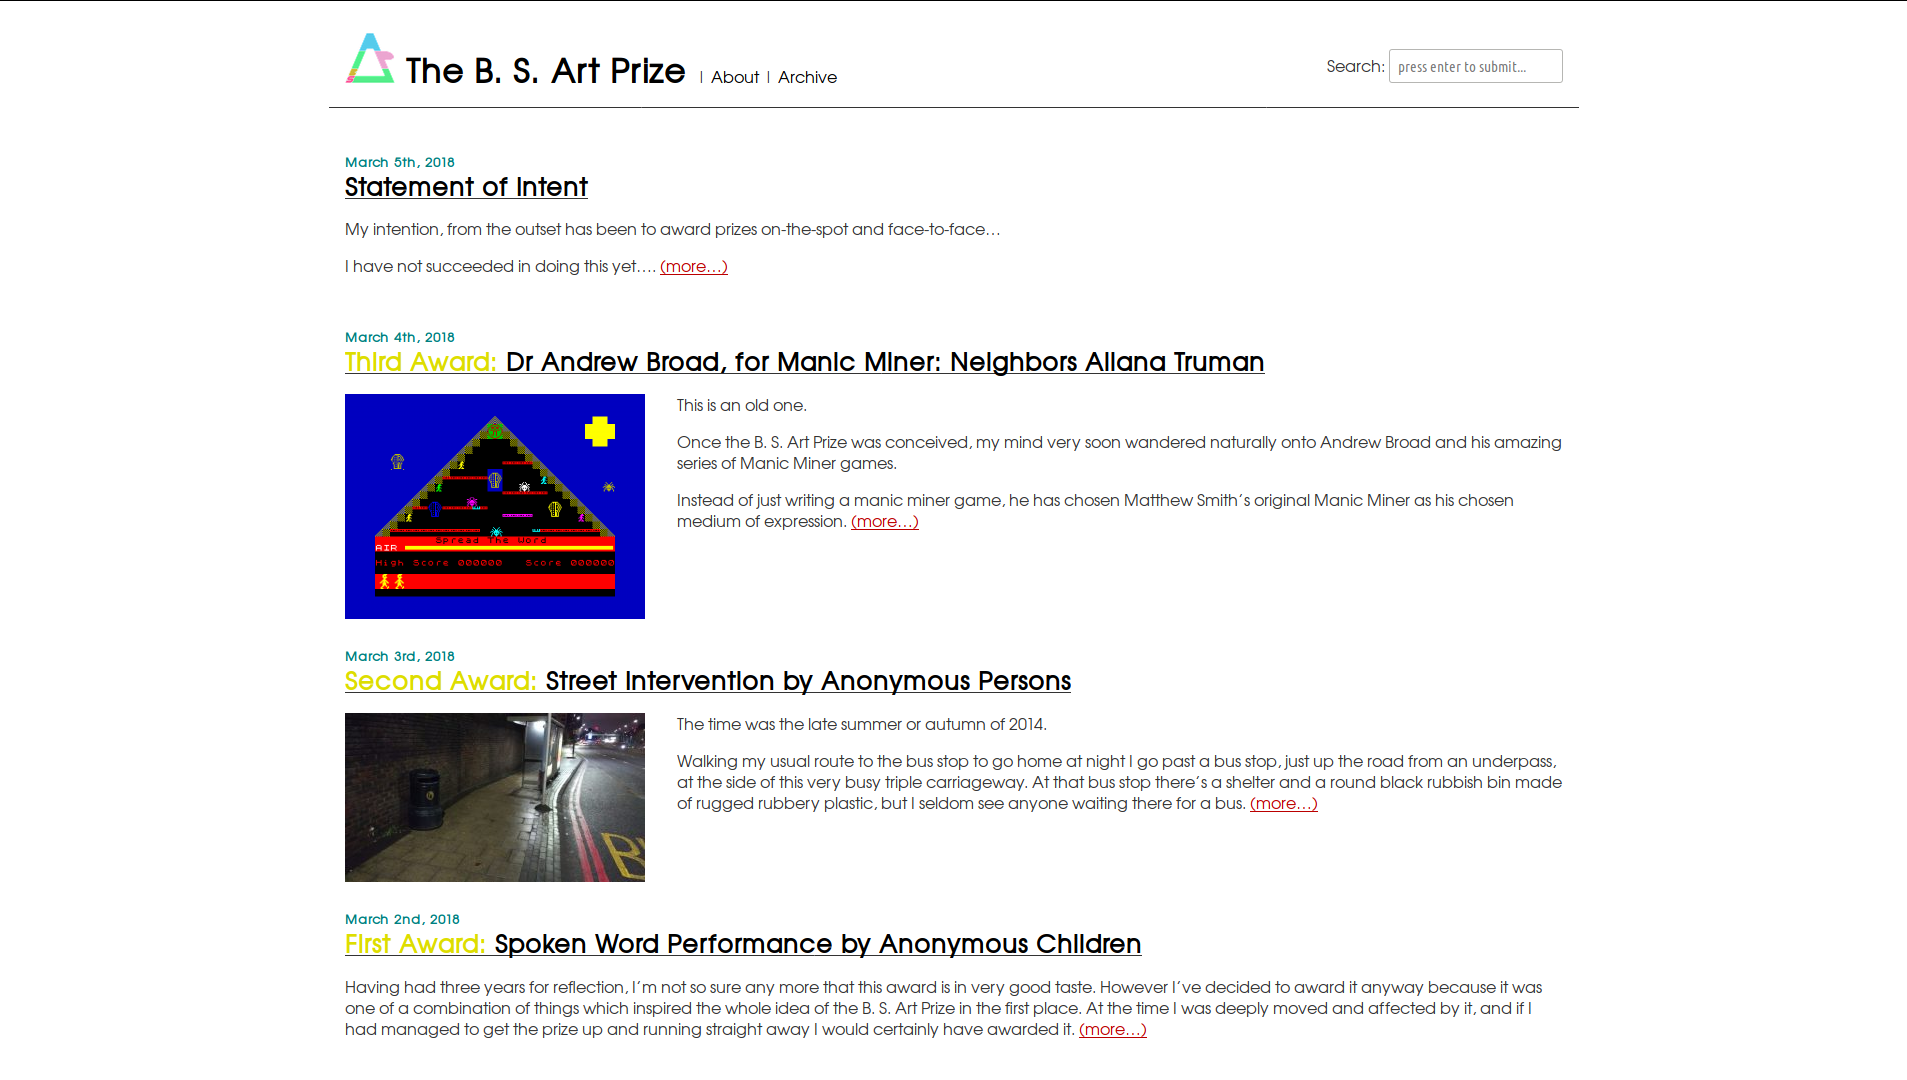 The B. S. Art Prize | About | Archive
Search: press enter to submit...
March 5th, 2018
Statement of Intent
My intention, from the outset has been to award prizes on-the-spot and face-to-face…
I have not succeeded in doing this yet…. (more…)
March 4th, 2018
Third Award: Dr Andrew Broad, for Manic Miner: Neighbors Allana Truman
This is an old one.
Once the B. S. Art Prize was conceived, my mind very soon wandered naturally onto Andrew Broad and his amazing
series of Manic Miner games.
Instead of just writing a manic miner game, he has chosen Matthew Smith’s original Manic Miner as his chosen
medium of expression. (more…)
Spread The Word
AIR
High Score 000000 Score 000000
March 3rd, 2018
Second Award: Street Intervention by Anonymous Persons
The time was the late summer or autumn of 2014.
Walking my usual route to the bus stop to go home at night I go past a bus stop, just up the road from an underpass,
at the side of this very busy triple carriageway. At that bus stop there’s a shelter and a round black rubbish bin made
of rugged rubbery plastic, but I seldom see anyone waiting there for a bus. (more…)
March 2nd, 2018
First Award: Spoken Word Performance by Anonymous Children
Having had three years for reflection, I’m not so sure any more that this award is in very good taste. However I’ve decided to award it anyway because it was
one of a combination of things which inspired the whole idea of the B. S. Art Prize in the first place. At the time I was deeply moved and affected by it, and if I
had managed to get the prize up and running straight away I would certainly have awarded it. (more…)